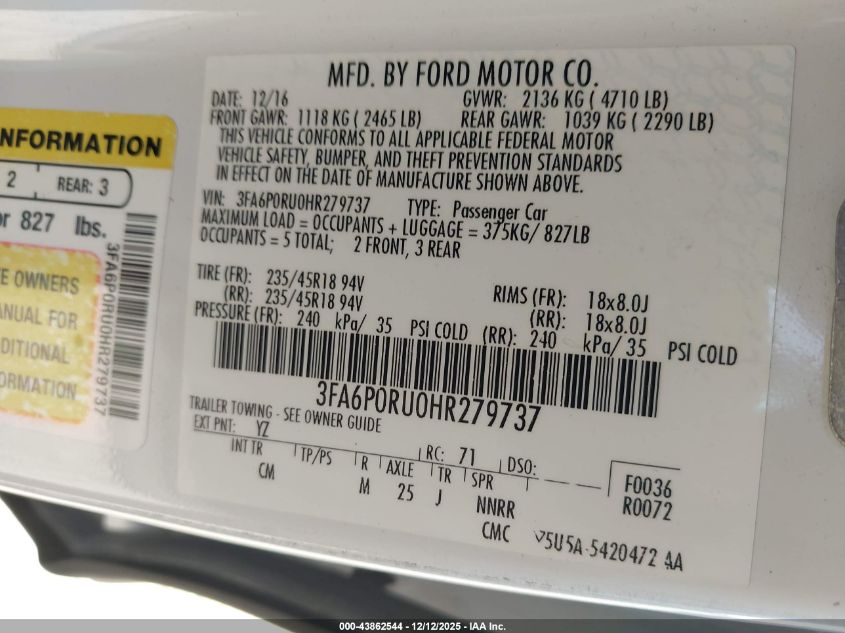 MFD. BY FORD MOTOR CO.
DATE: 12/16 GVWR: 2136 KG ( 4710 LB)
FRONT GAWR: 1118 KG ( 2465 LB) REAR GAWR: 1039 KG ( 2290 LB)
THIS VEHICLE CONFORMS TO ALL APPLICABLE FEDERAL MOTOR
VEHICLE SAFETY, BUMPER, AND THEFT PREVENTION STANDARDS
IN EFFECT ON THE DATE OF MANUFACTURE SHOWN ABOVE.
VIN: 3FA6P0RU0HR279737 TYPE: Passenger Car
MAXIMUM LOAD = OCCUPANTS + LUGGAGE = 375KG/ 827LB
OCCUPANTS = 5 TOTAL; 2 FRONT, 3 REAR
TIRE (FR): 235/45R18 94V RIMS (FR): 18x8.0J
(RR): 235/45R18 94V (RR): 18x8.0J
PRESSURE (FR): 240 kPa/ 35 PSI COLD (RR): 240 kPa/ 35 PSI COLD
3FA6P0RU0HR279737
TRAILER TOWING - SEE OWNER GUIDE
EXT PNT: YZ RC: 71 DSO:
INT TR TP/PS R AXLE TR SPR F0036
CM M 25 J NNRR R0072
CMC 5U5A-5420472 AA
INFORMATION
2 REAR: 3
or 827 lbs.
OWNERS
MANUAL FOR
3FA6P0RU0HR279737
000-43862544 - 12/12/2025 - IAA Inc.